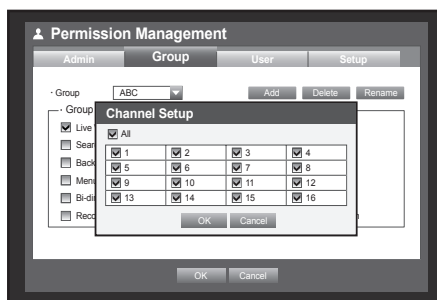 Permission Management
Admin Group User Setup
· Group ABC Add Delete Rename
· Group
Channel Setup
Live
All
Sear
1 2 3 4
Back
5 6 7 8
Menu
9 10 11 12
Bi-dir
13 14 15 16
Reco
OK Cancel
OK Cancel